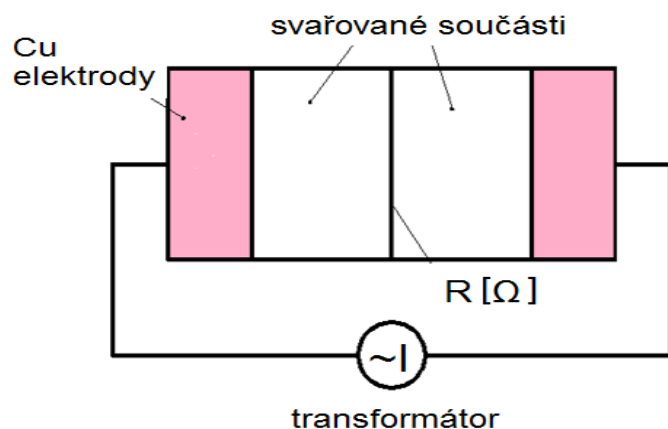 svařované součásti
Cu
elektrody
R [Ω]
~I
transformátor